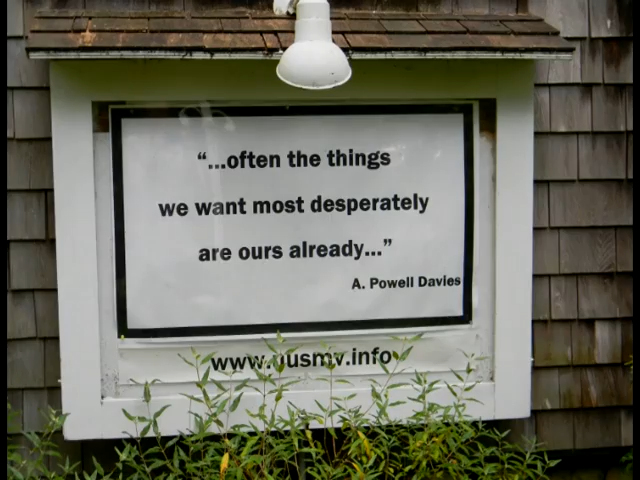 “...often the things
we want most desperately
are ours already...”
A. Powell Davies